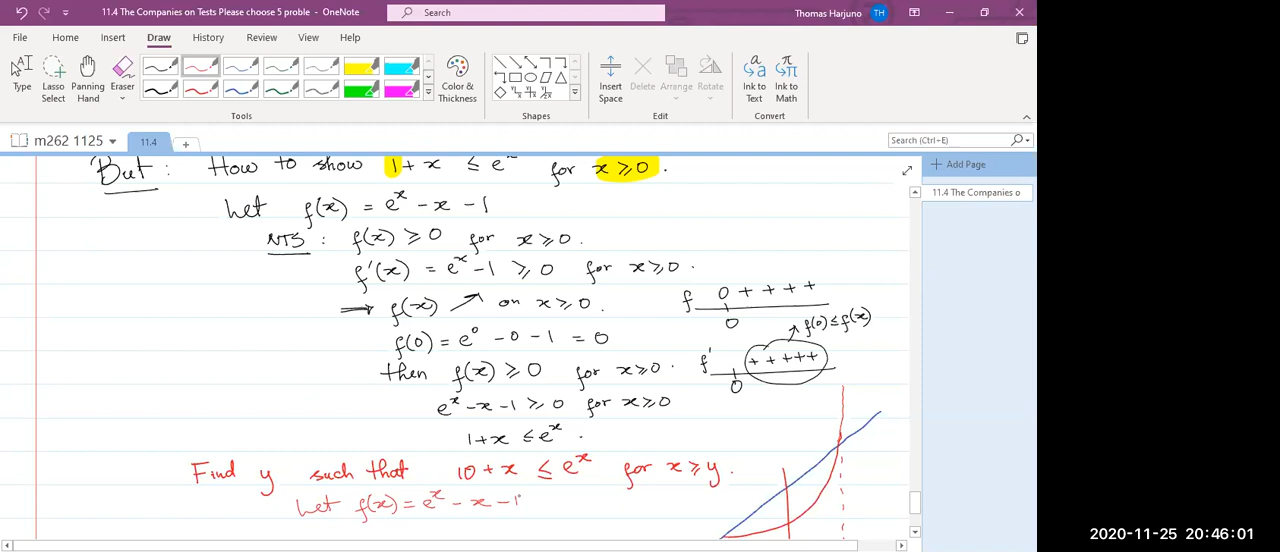 11.4 The Companies on Tests Please choose 5 proble - OneNote
Search
Thomas Harjuno TH
File Home Insert Draw History Review View Help
Type Lasso Select Panning Hand Eraser
Color & Thickness
Insert Space Delete Arrange Rotate
Ink to Text Ink to Math
Tools Shapes Edit Convert
m262 1125 11.4 +
Search (Ctrl+E)
Add Page
11.4 The Companies o
But : How to show 1 + x ≤ e^x for x ≥ 0 .
Let f(x) = e^x - x - 1
NTS : f(x) ≥ 0 for x ≥ 0 .
f'(x) = e^x - 1 ≥ 0 for x ≥ 0 .
⇒ f(x) ↗ on x ≥ 0 .
f 0 + + + +
0
f(0) = e^0 - 0 - 1 = 0
f(0) ≤ f(x)
then f(x) ≥ 0 for x ≥ 0 .
f' + + + + +
0
e^x - x - 1 ≥ 0 for x ≥ 0
1 + x ≤ e^x .
Find y such that 10 + x ≤ e^x for x ≥ y .
Let f(x) = e^x - x - 1
2020-11-25 20:46:01